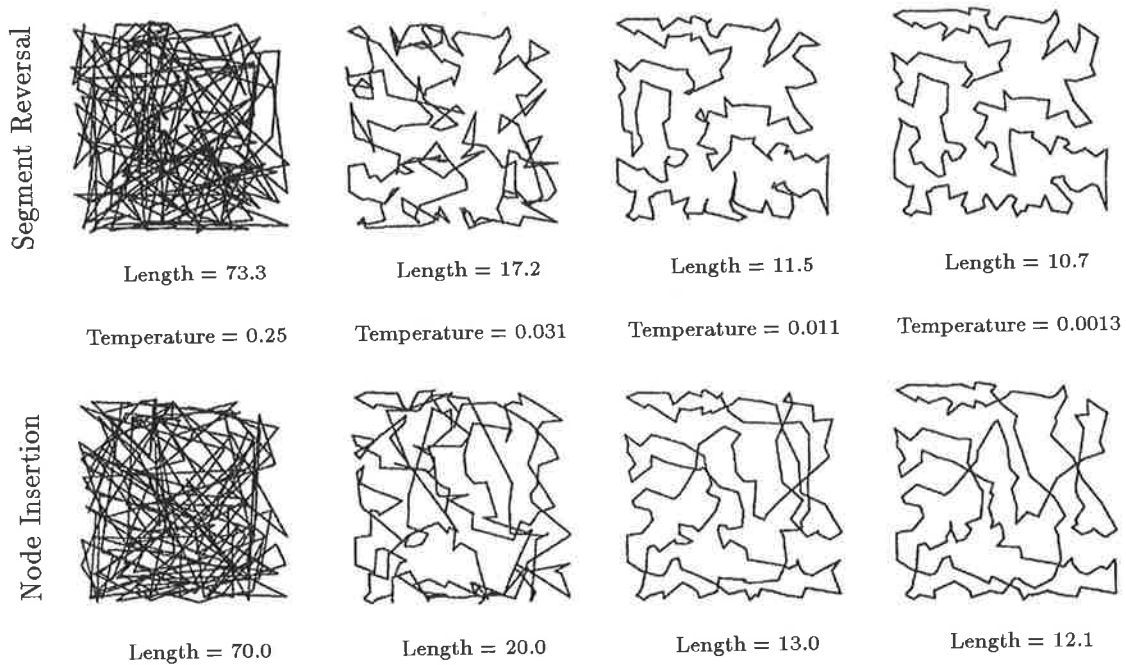 Segment Reversal
Length = 73.3
Length = 17.2
Length = 11.5
Length = 10.7
Temperature = 0.25
Temperature = 0.031
Temperature = 0.011
Temperature = 0.0013
Node Insertion
Length = 70.0
Length = 20.0
Length = 13.0
Length = 12.1